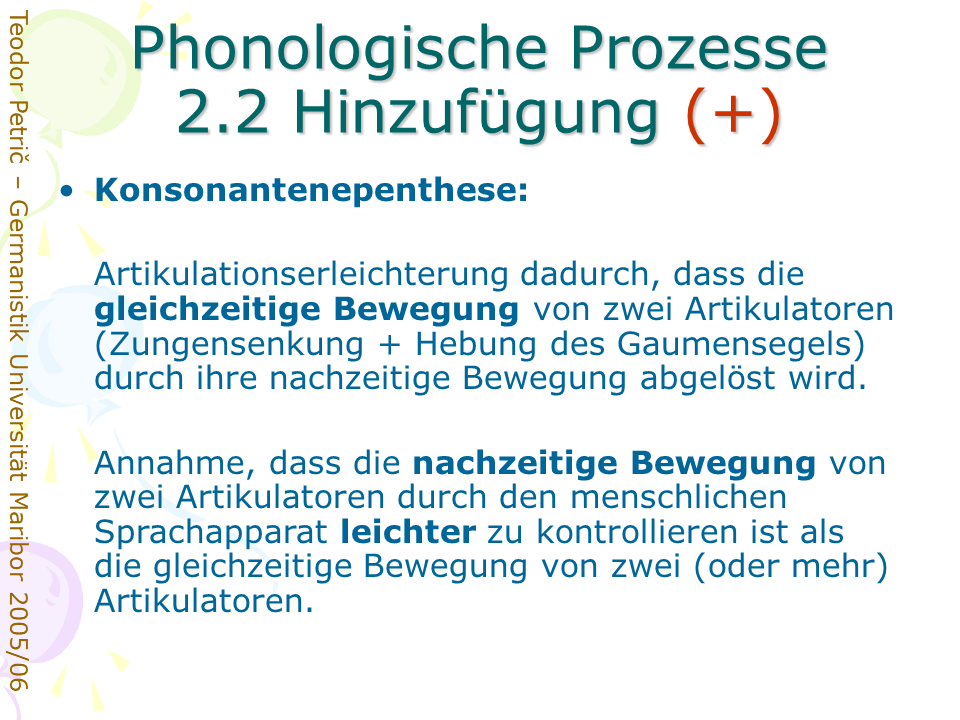 Phonologische Prozesse
2.2 Hinzufügung (+)
• Konsonantenepenthese:
Artikulationserleichterung dadurch, dass die
gleichzeitige Bewegung von zwei Artikulatoren
(Zungensenkung + Hebung des Gaumensegels)
durch ihre nachzeitige Bewegung abgelöst wird.
Annahme, dass die nachzeitige Bewegung von
zwei Artikulatoren durch den menschlichen
Sprachapparat leichter zu kontrollieren ist als
die gleichzeitige Bewegung von zwei (oder mehr)
Artikulatoren.
Teodor Petrič – Germanistik Universität Maribor 2005/06